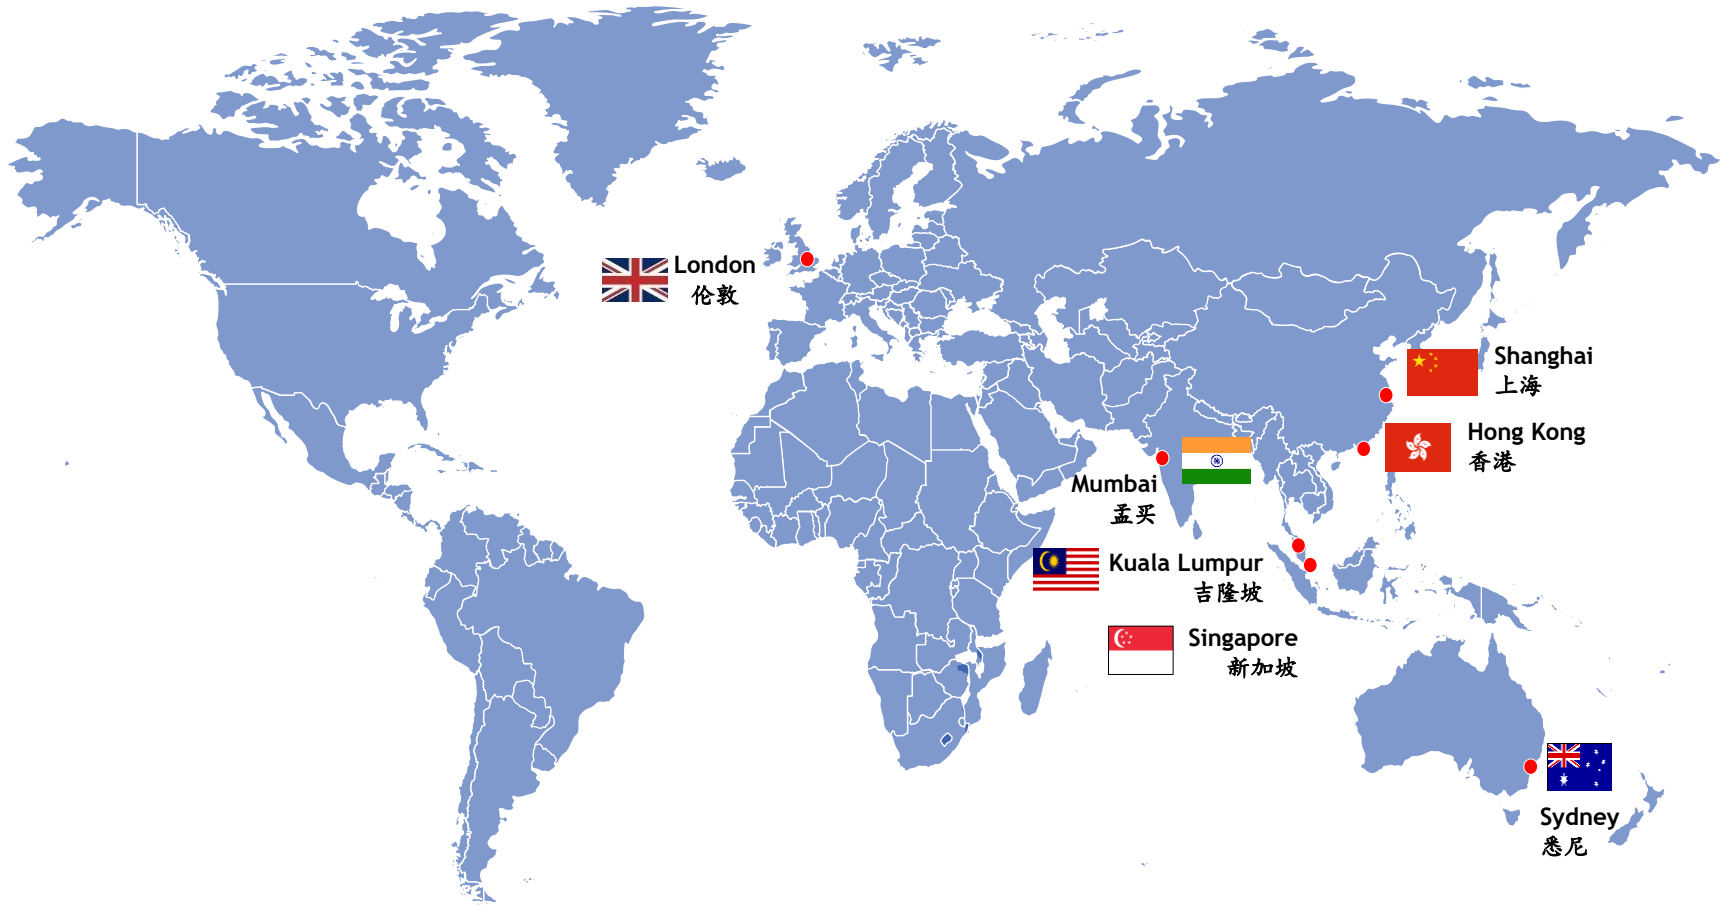 London
伦敦
Shanghai
上海
Hong Kong
香港
Mumbai
孟买
Kuala Lumpur
吉隆坡
Singapore
新加坡
Sydney
悉尼